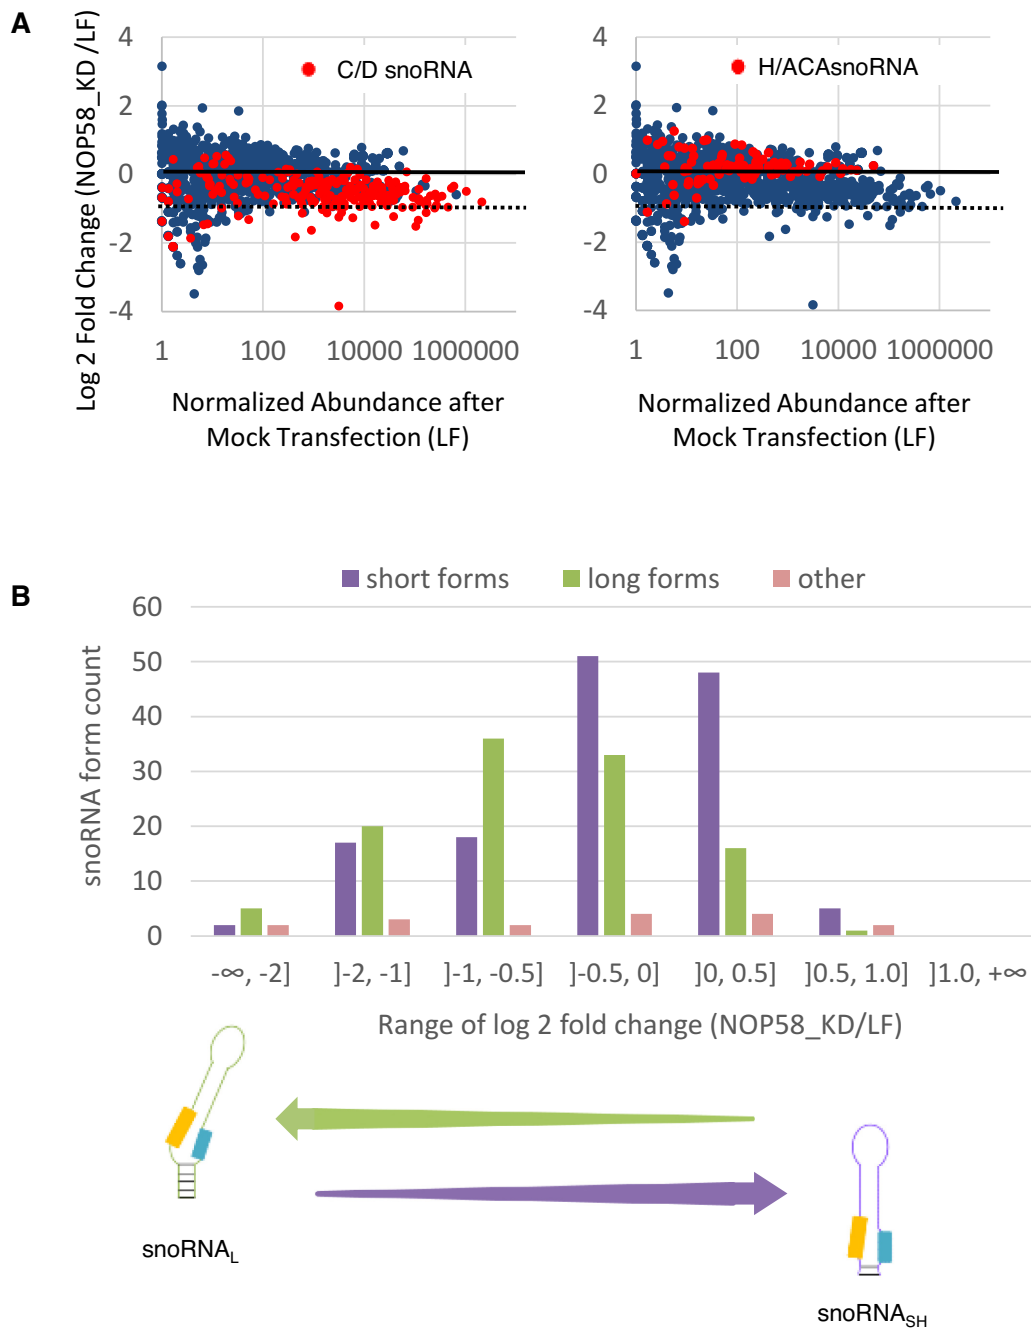 A
Log 2 Fold Change (NOP58_KD /LF)
4
2
0
-2
-4
C/D snoRNA
1 100 10000 1000000
Normalized Abundance after
Mock Transfection (LF)
4
2
0
-2
-4
H/ACAsnoRNA
1 100 10000 1000000
Normalized Abundance after
Mock Transfection (LF)
B
short forms long forms other
snoRNA form count
60
50
40
30
20
10
0
-∞, -2] ]-2, -1] ]-1, -0.5] ]-0.5, 0] ]0, 0.5] ]0.5, 1.0] ]1.0, +∞
Range of log 2 fold change (NOP58_KD/LF)
snoRNA_L
snoRNA_SH